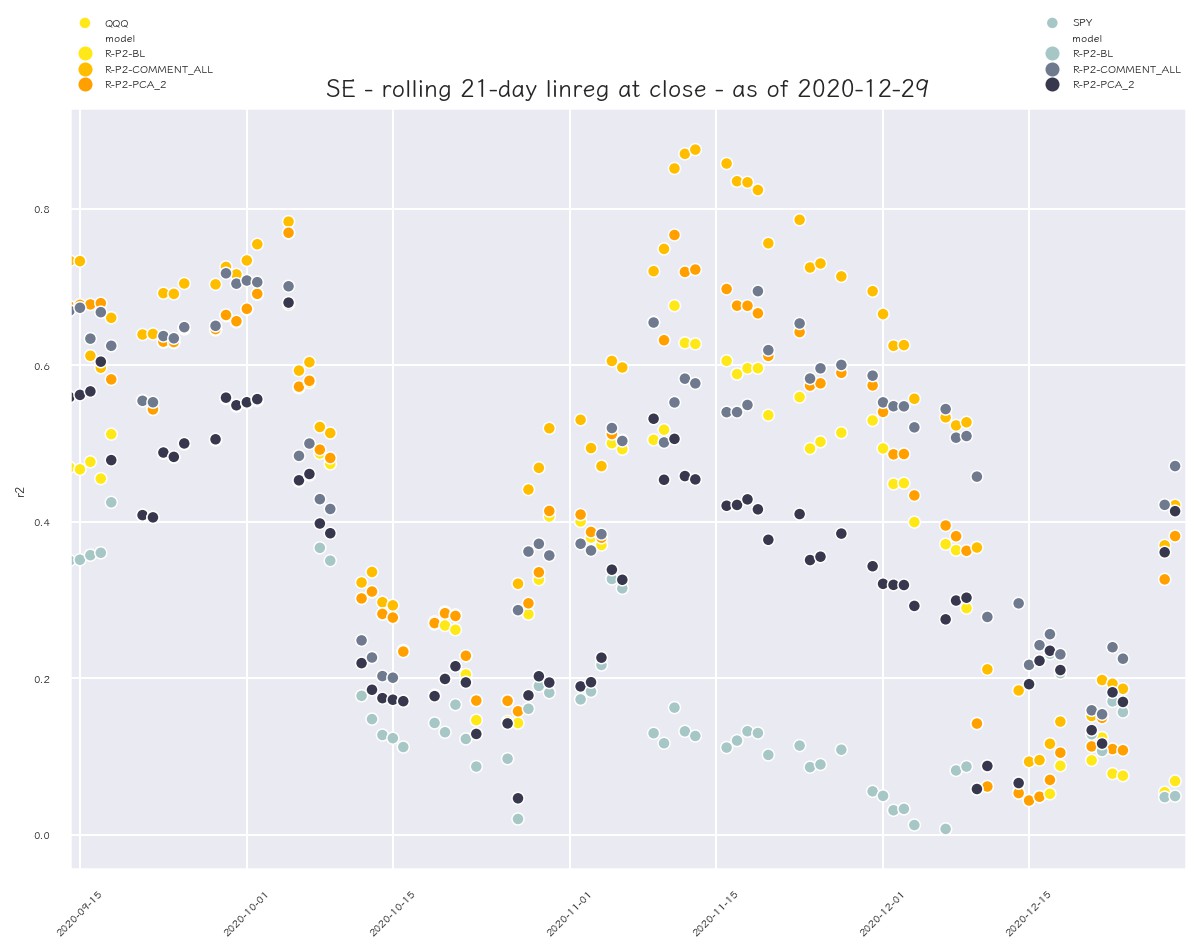 QQQ
model
R-P2-BL
R-P2-COMMENT_ALL
R-P2-PCA_2
SPY
model
R-P2-BL
R-P2-COMMENT_ALL
R-P2-PCA_2
SE - rolling 21-day linreg at close - as of 2020-12-29
0.8
0.6
0.4
0.2
0.0
r2
2020-09-15
2020-10-01
2020-10-15
2020-11-01
2020-11-15
2020-12-01
2020-12-15